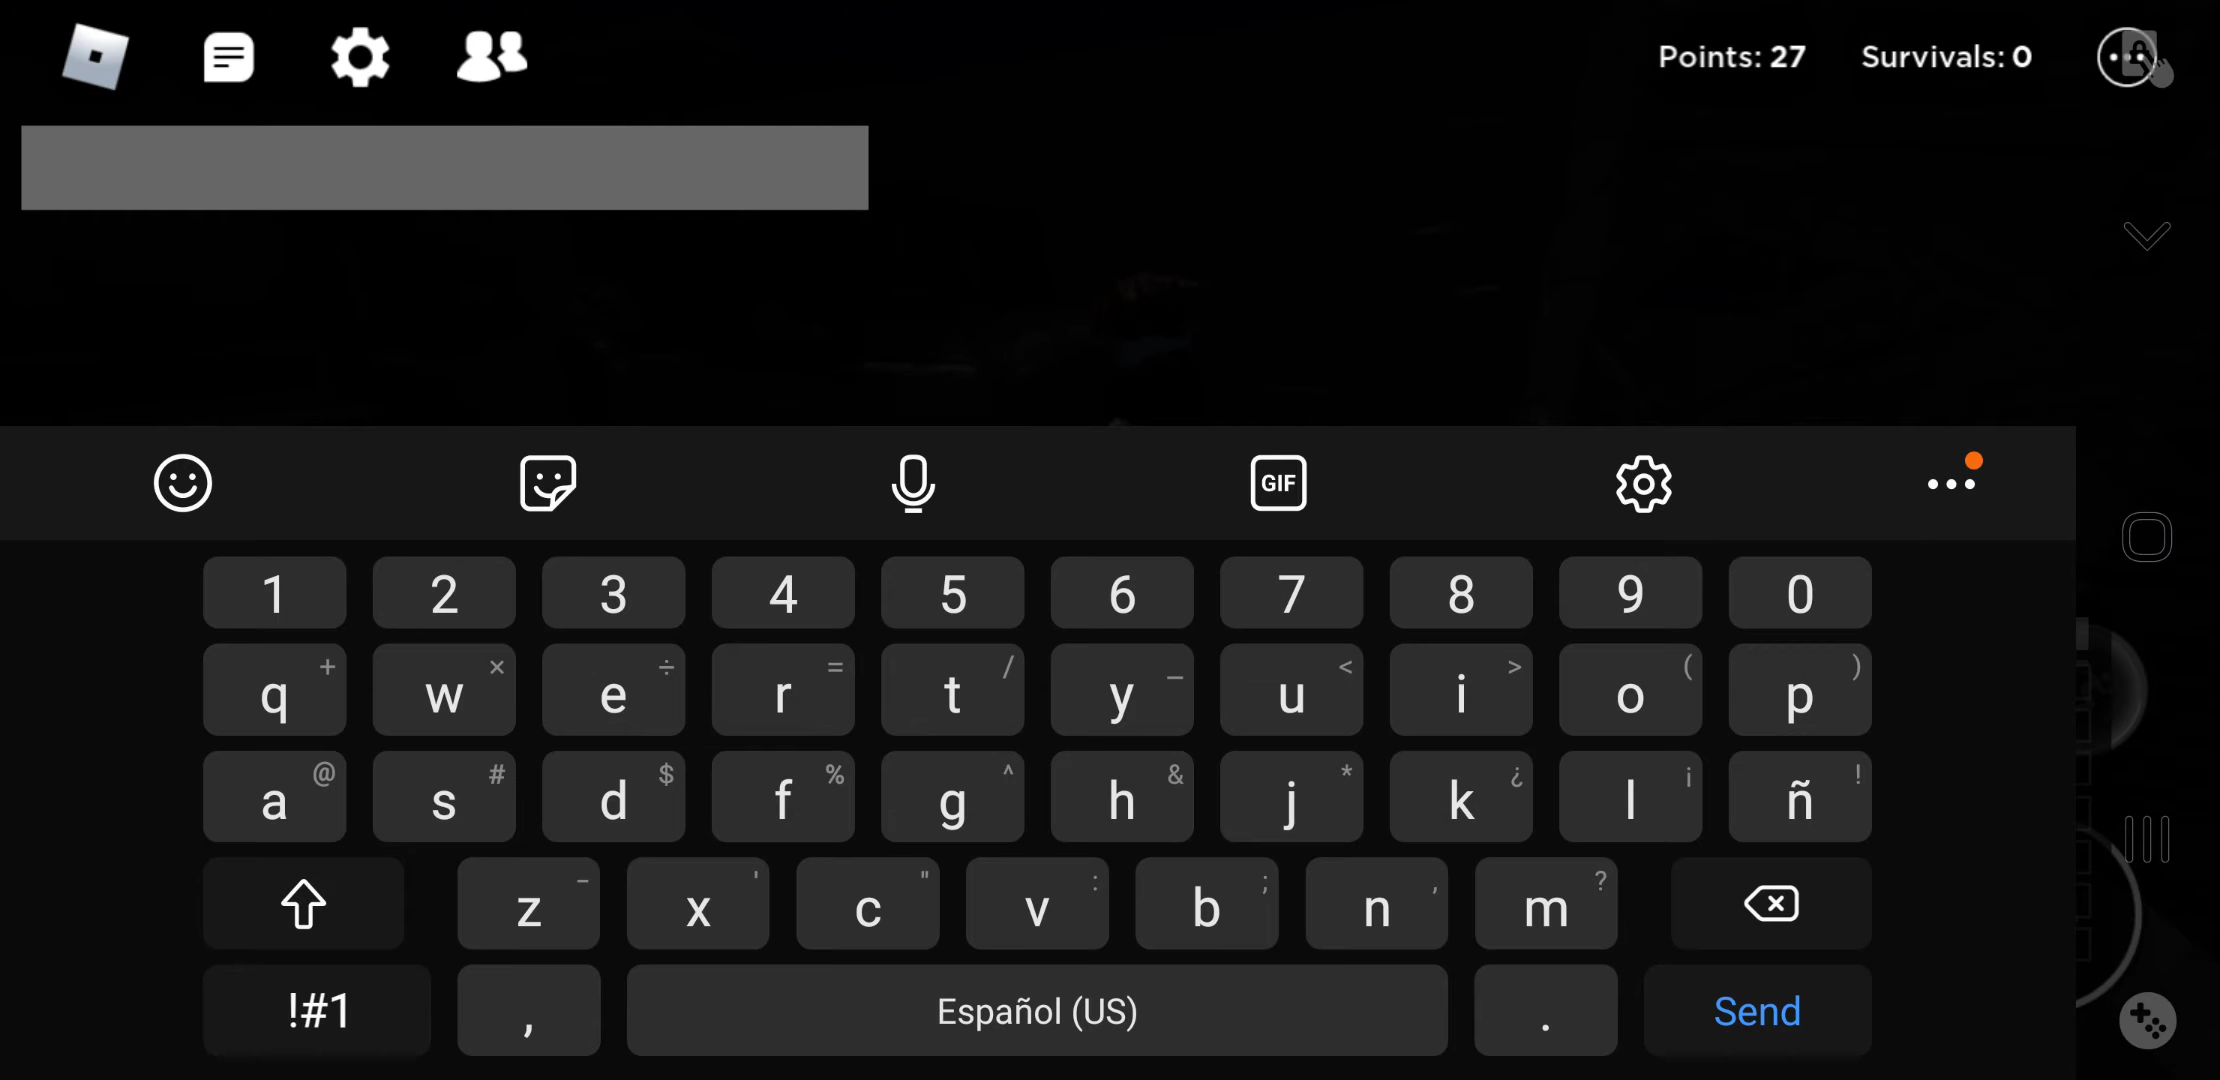 Points: 27 Survivals: 0
GIF
1 2 3 4 5 6 7 8 9 0
+ × ÷ = / _ < > ( )
q w e r t y u i o p
@ # $ % ^ & * ¿ ¡ !
a s d f g h j k l ñ
- ' " : ; , ?
z x c v b n m
!#1 , Español (US) . Send